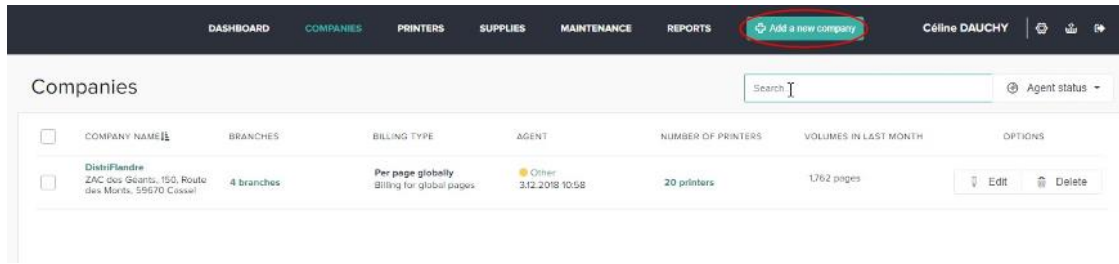 DASHBOARD COMPANIES PRINTERS SUPPLIES MAINTENANCE REPORTS Add a new company Céline DAUCHY
Companies
Search
Agent status
COMPANY NAME BRANCHES BILLING TYPE AGENT NUMBER OF PRINTERS VOLUMES IN LAST MONTH OPTIONS
DistriFlandre
ZAC des Géants, 150, Route
des Monts, 59670 Cassel
4 branches
Per page globally
Billing for global pages
Other
3.12.2018 10:58
20 printers
1,762 pages
Edit
Delete